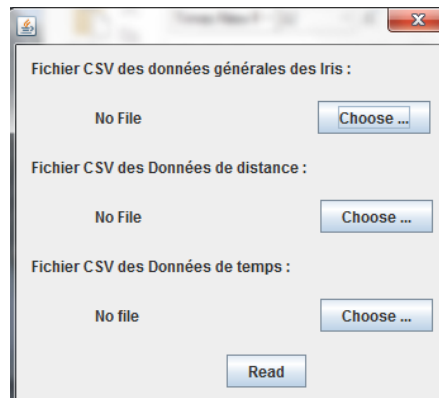 Fichier CSV des données générales des Iris :
No File Choose ...
Fichier CSV des Données de distance :
No File Choose ...
Fichier CSV des Données de temps :
No file Choose ...
Read